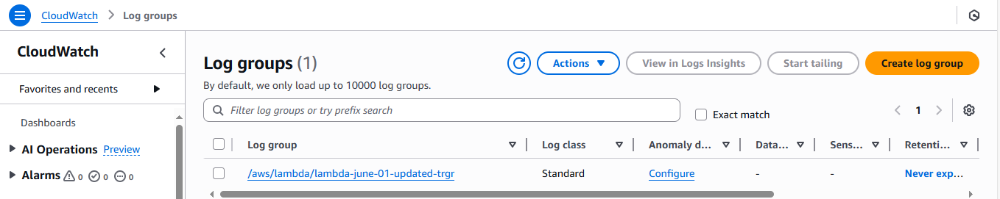 CloudWatch > Log groups
CloudWatch
Favorites and recents
Dashboards
AI Operations Preview
Alarms 0 0 0
Log groups (1)
Actions View in Logs Insights Start tailing Create log group
By default, we only load up to 10000 log groups.
Filter log groups or try prefix search Exact match 1
Log group Log class Anomaly d... Data... Sens... Retenti...
/aws/lambda/lambda-june-01-updated-trgr Standard Configure - - Never exp...